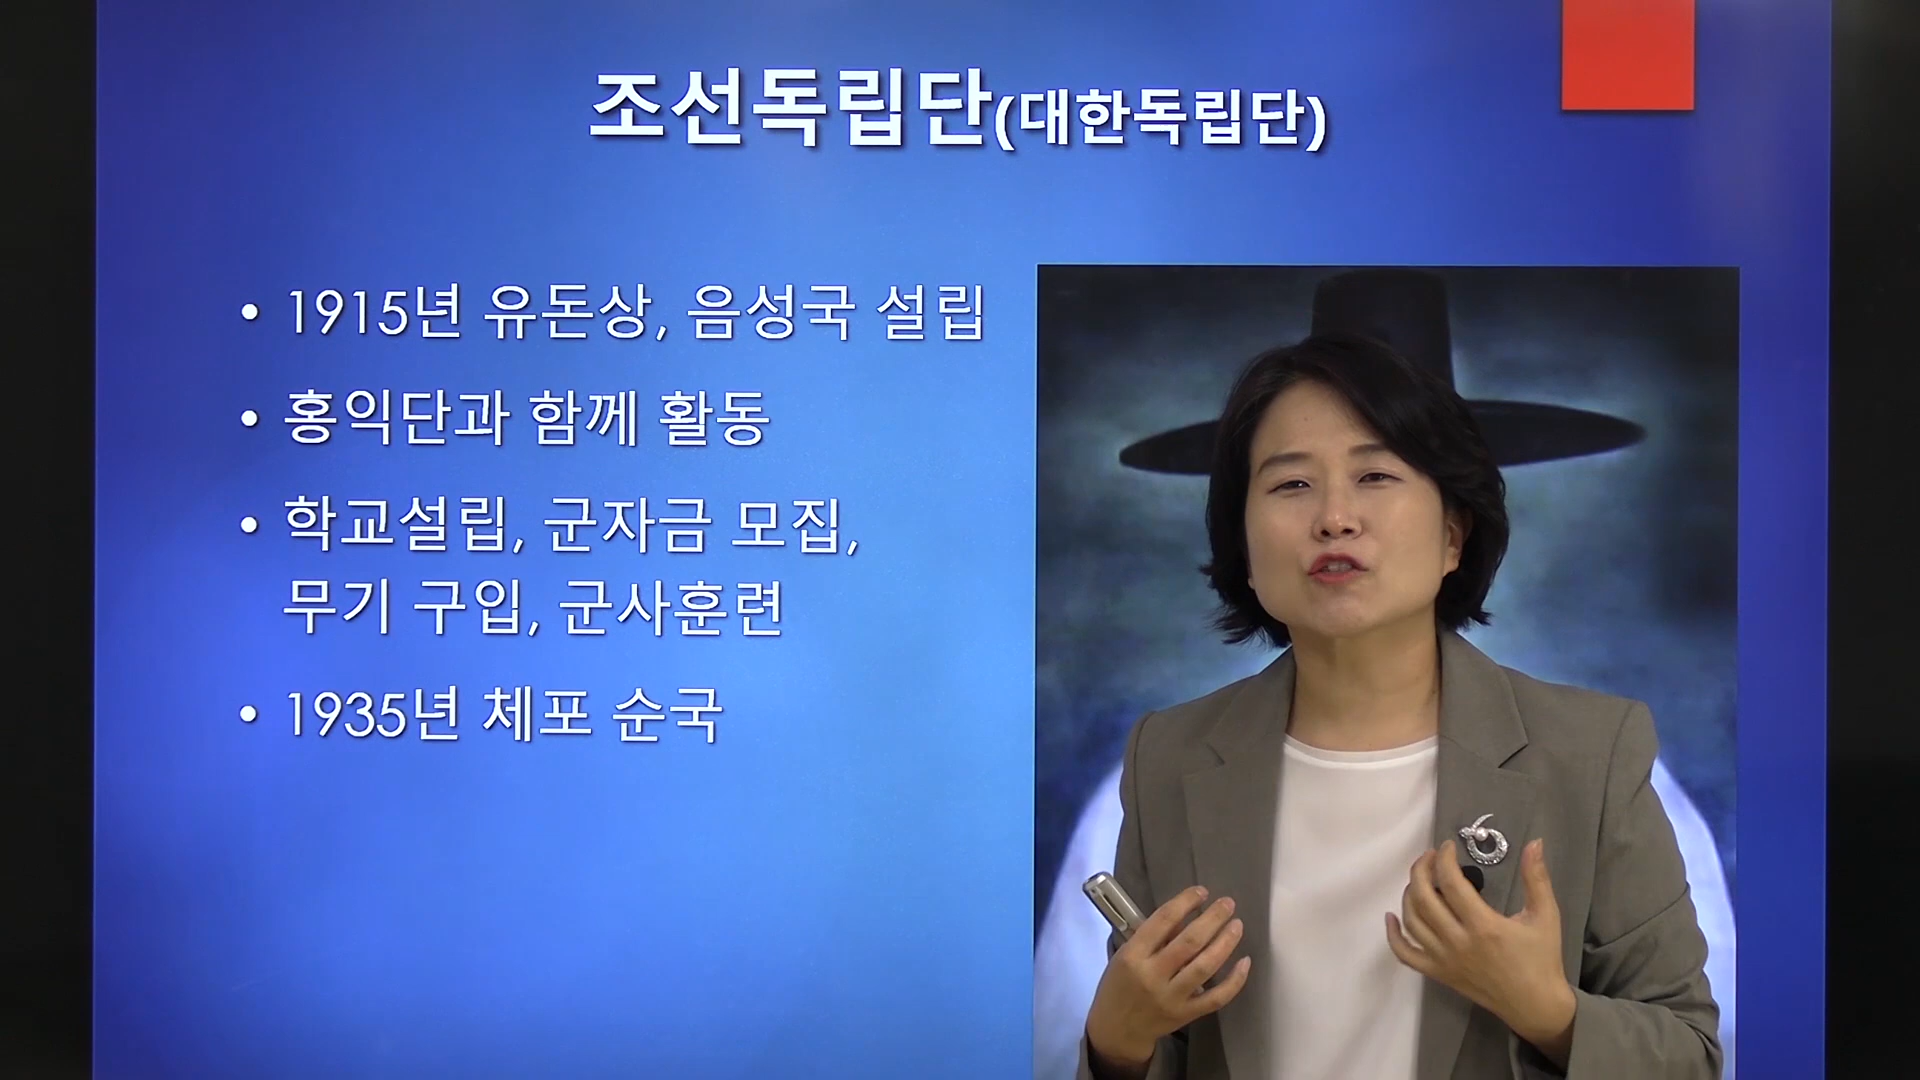 조선독립단(대한독립단)
• 1915년 유돈상, 음성국 설립
• 홍익단과 함께 활동
• 학교설립, 군자금 모집,
무기 구입, 군사훈련
• 1935년 체포 순국